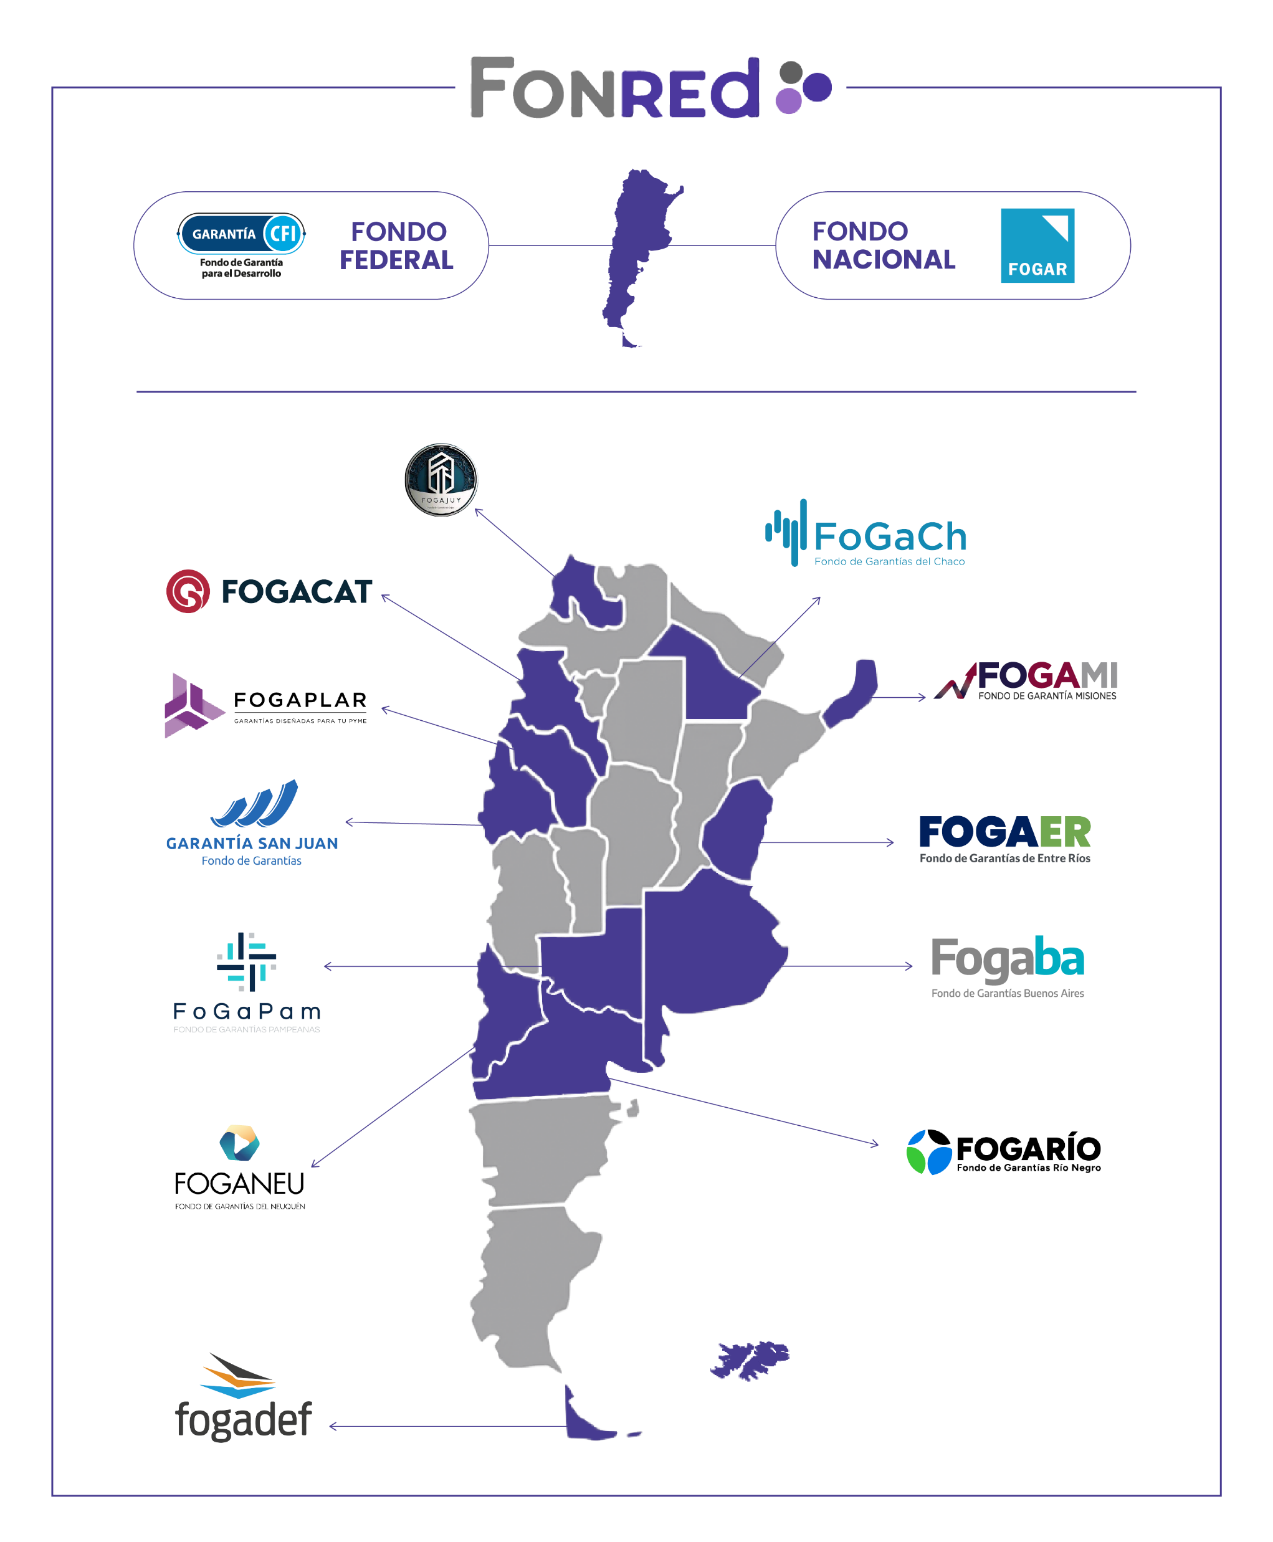 FONRED
GARANTÍA CFI
Fondo de Garantía
para el Desarrollo
FONDO
FEDERAL
FONDO
NACIONAL
FOGAR
FOGAJUY
FoGaCh
Fondo de Garantías del Chaco
FOGACAT
FOGAMI
FONDO DE GARANTÍA MISIONES
FOGAPLAR
GARANTÍAS DISEÑADAS PARA TU PYME
GARANTÍA SAN JUAN
Fondo de Garantías
FOGAER
Fondo de Garantías de Entre Ríos
FoGaPam
FONDO DE GARANTÍAS PAMPEANAS
Fogaba
Fondo de Garantías Buenos Aires
FOGANEU
FONDO DE GARANTÍAS DEL NEUQUÉN
FOGARÍO
Fondo de Garantías Río Negro
fogadef